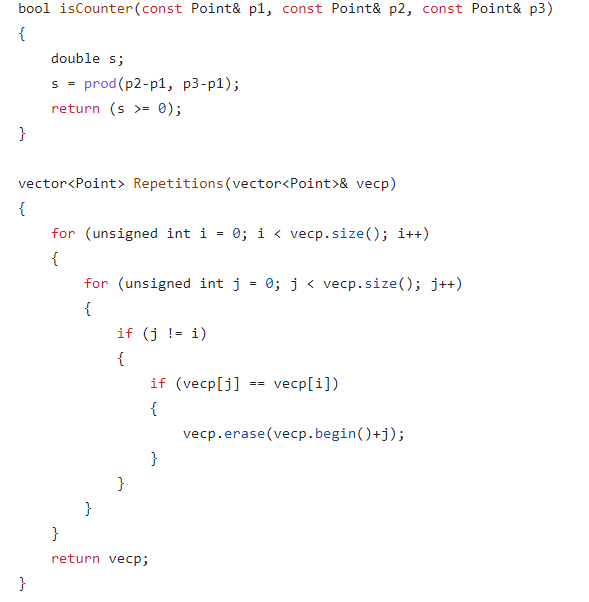 bool isCounter(const Point& p1, const Point& p2, const Point& p3)
{
    double s;
    s = prod(p2-p1, p3-p1);
    return (s >= 0);
}

vector<Point> Repetitions(vector<Point>& vecp)
{
    for (unsigned int i = 0; i < vecp.size(); i++)
    {
        for (unsigned int j = 0; j < vecp.size(); j++)
        {
            if (j != i)
            {
                if (vecp[j] == vecp[i])
                {
                    vecp.erase(vecp.begin()+j);
                }
            }
        }
    }
    return vecp;
}